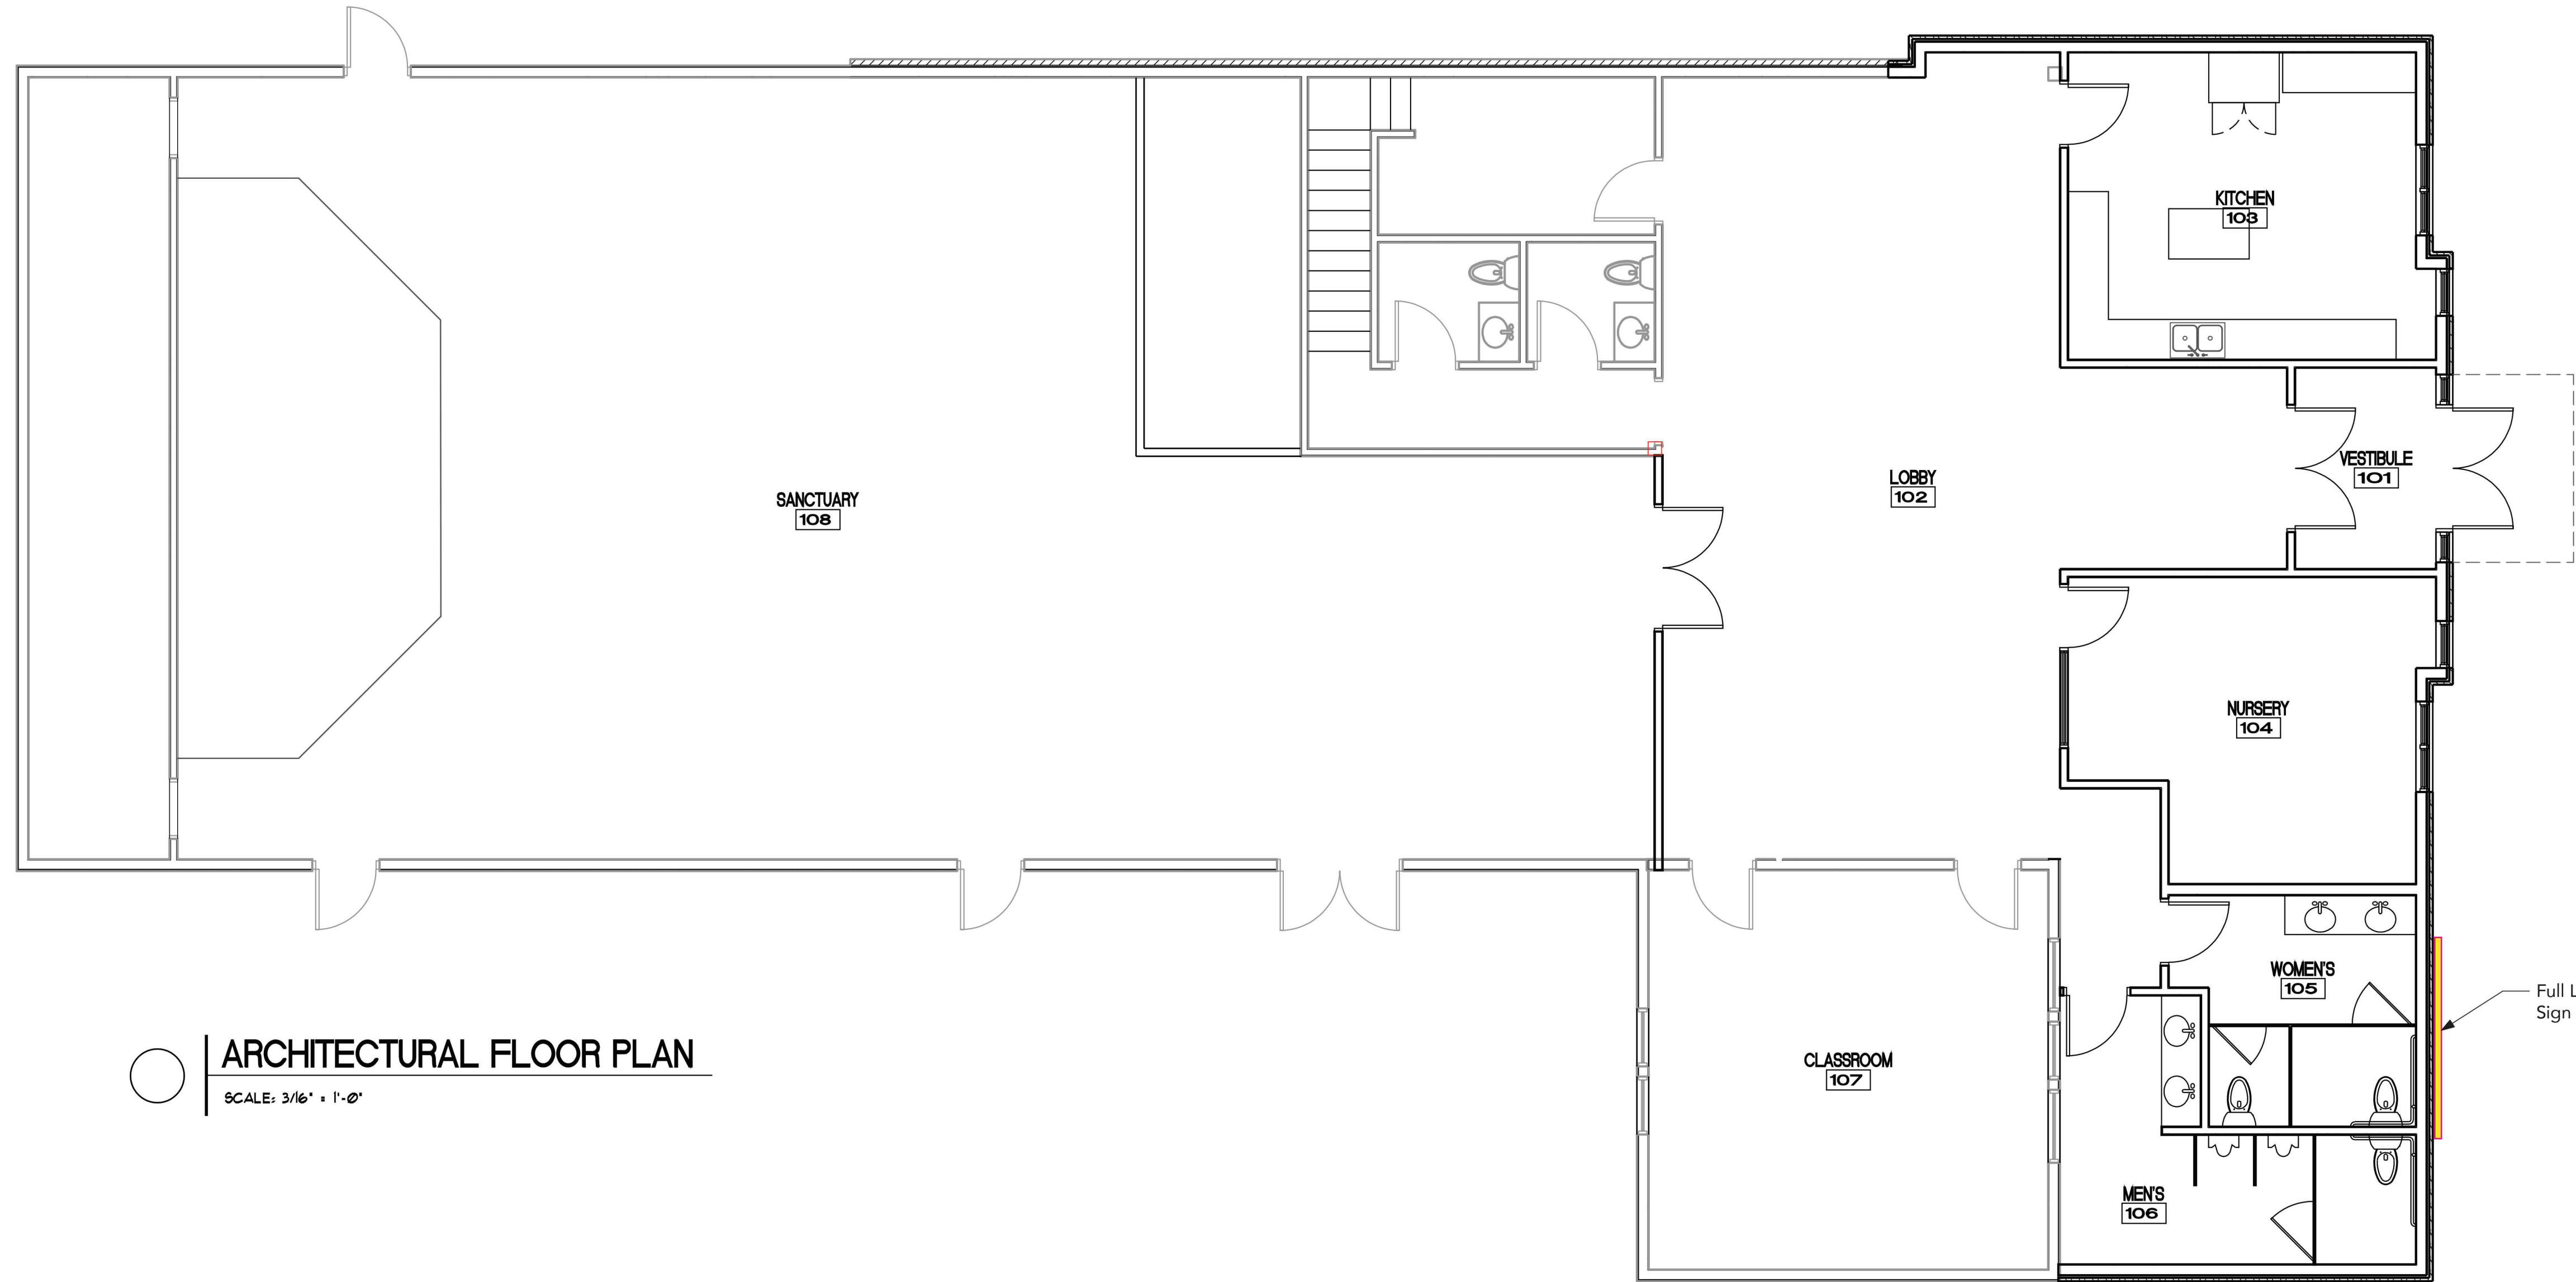 KITCHEN
103
SANCTUARY
108
LOBBY
102
VESTIBULE
101
NURSERY
104
WOMEN'S
105
Full L
Sign
ARCHITECTURAL FLOOR PLAN
SCALE: 3/16" = 1'-0"
CLASSROOM
107
MEN'S
106